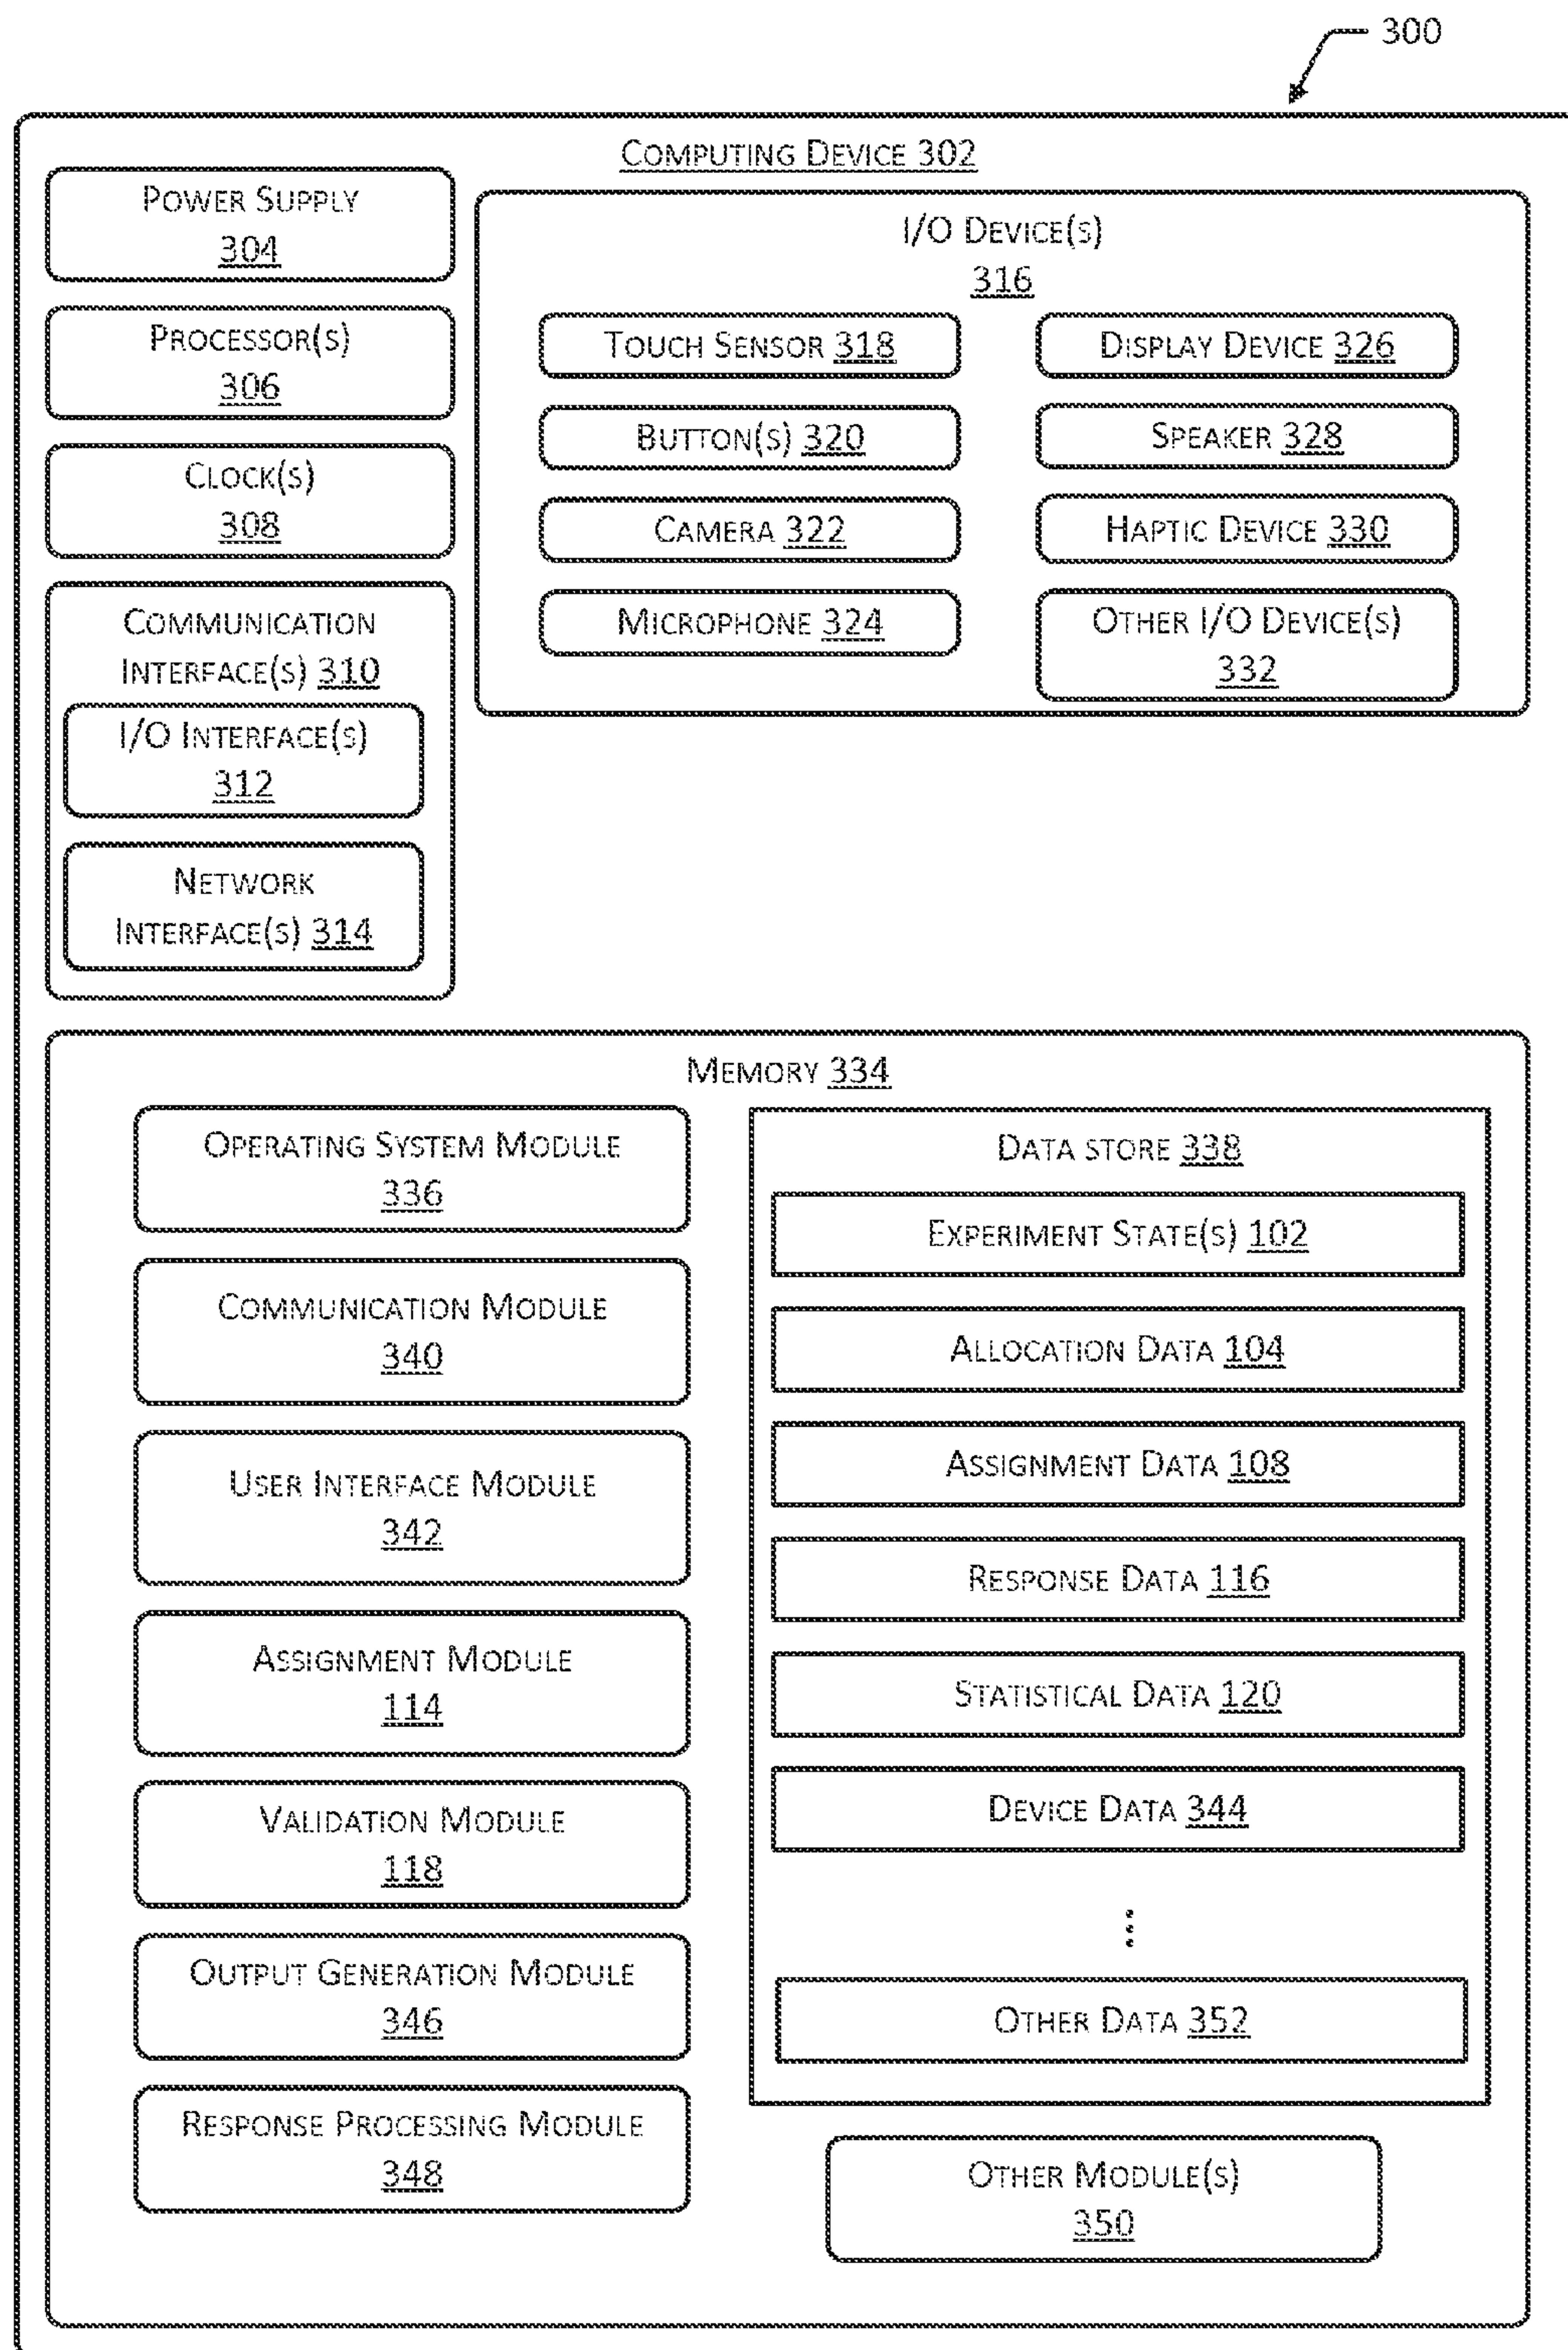 300
COMPUTING DEVICE 302
POWER SUPPLY
304
PROCESSOR(S)
306
CLOCK(S)
308
COMMUNICATION
INTERFACE(S) 310
I/O INTERFACE(S)
312
NETWORK
INTERFACE(S) 314
I/O DEVICE(S)
316
TOUCH SENSOR 318
BUTTON(S) 320
CAMERA 322
MICROPHONE 324
DISPLAY DEVICE 326
SPEAKER 328
HAPTIC DEVICE 330
OTHER I/O DEVICE(S)
332
MEMORY 334
OPERATING SYSTEM MODULE
336
COMMUNICATION MODULE
340
USER INTERFACE MODULE
342
ASSIGNMENT MODULE
114
VALIDATION MODULE
118
OUTPUT GENERATION MODULE
346
RESPONSE PROCESSING MODULE
348
DATA STORE 338
EXPERIMENT STATE(S) 102
ALLOCATION DATA 104
ASSIGNMENT DATA 108
RESPONSE DATA 116
STATISTICAL DATA 120
DEVICE DATA 344
⋮
OTHER DATA 352
OTHER MODULE(S)
350